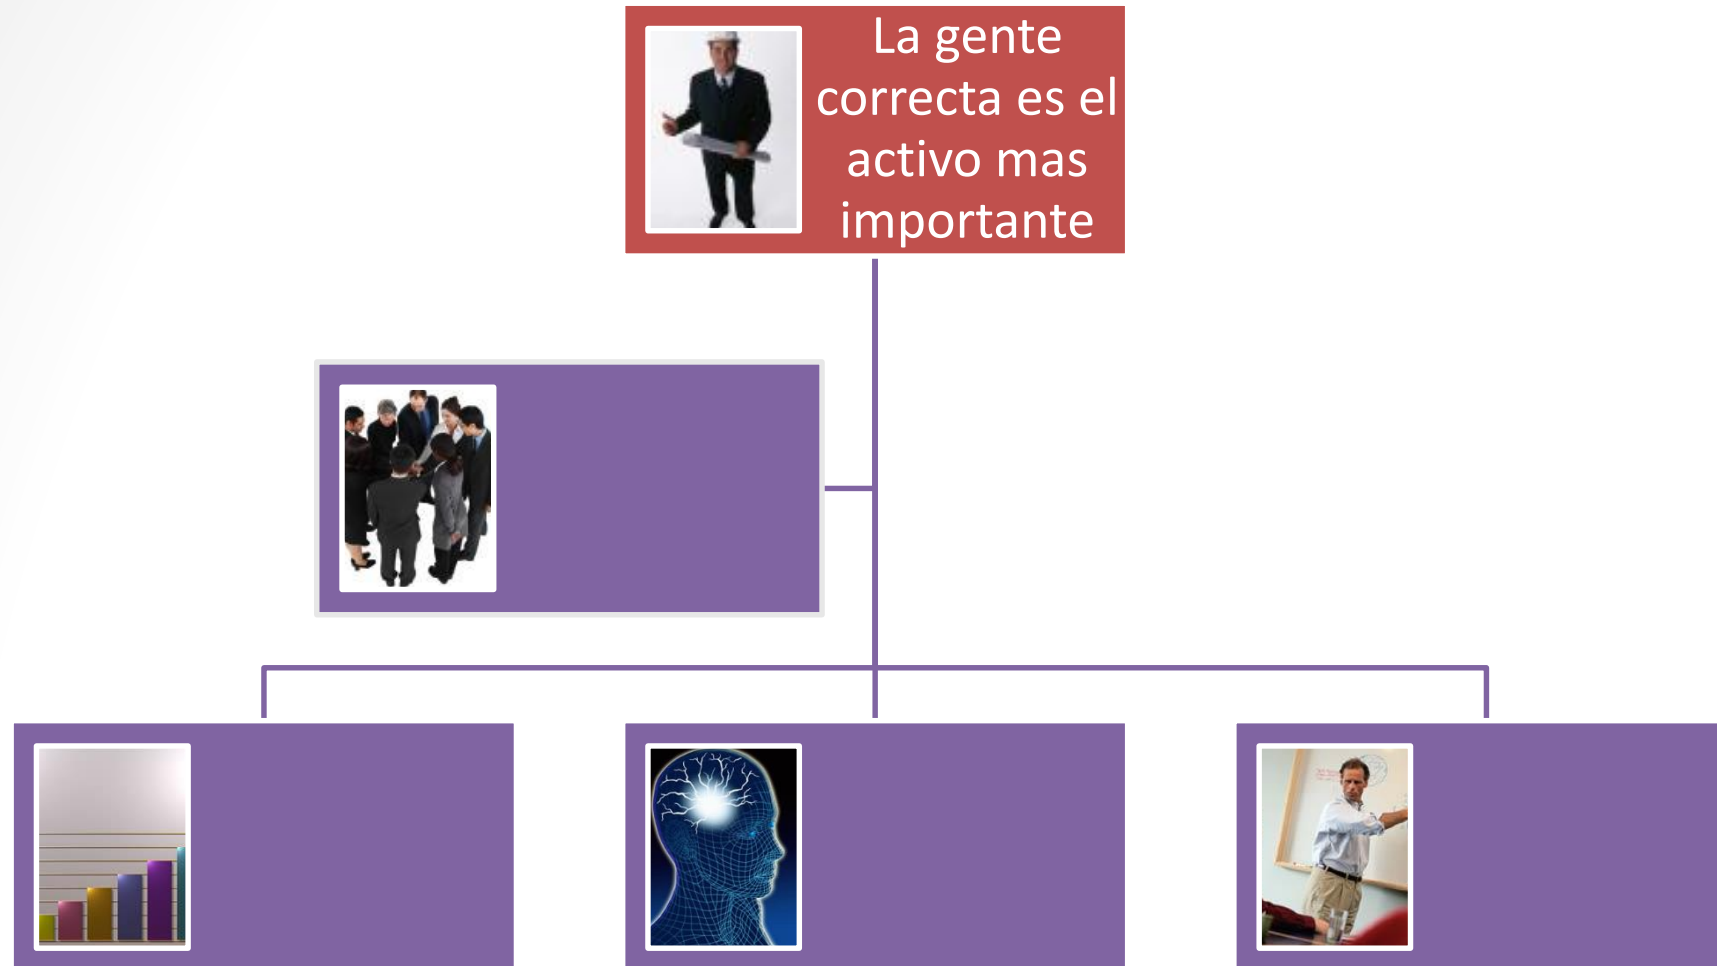 La gente
correcta es el
activo mas
importante